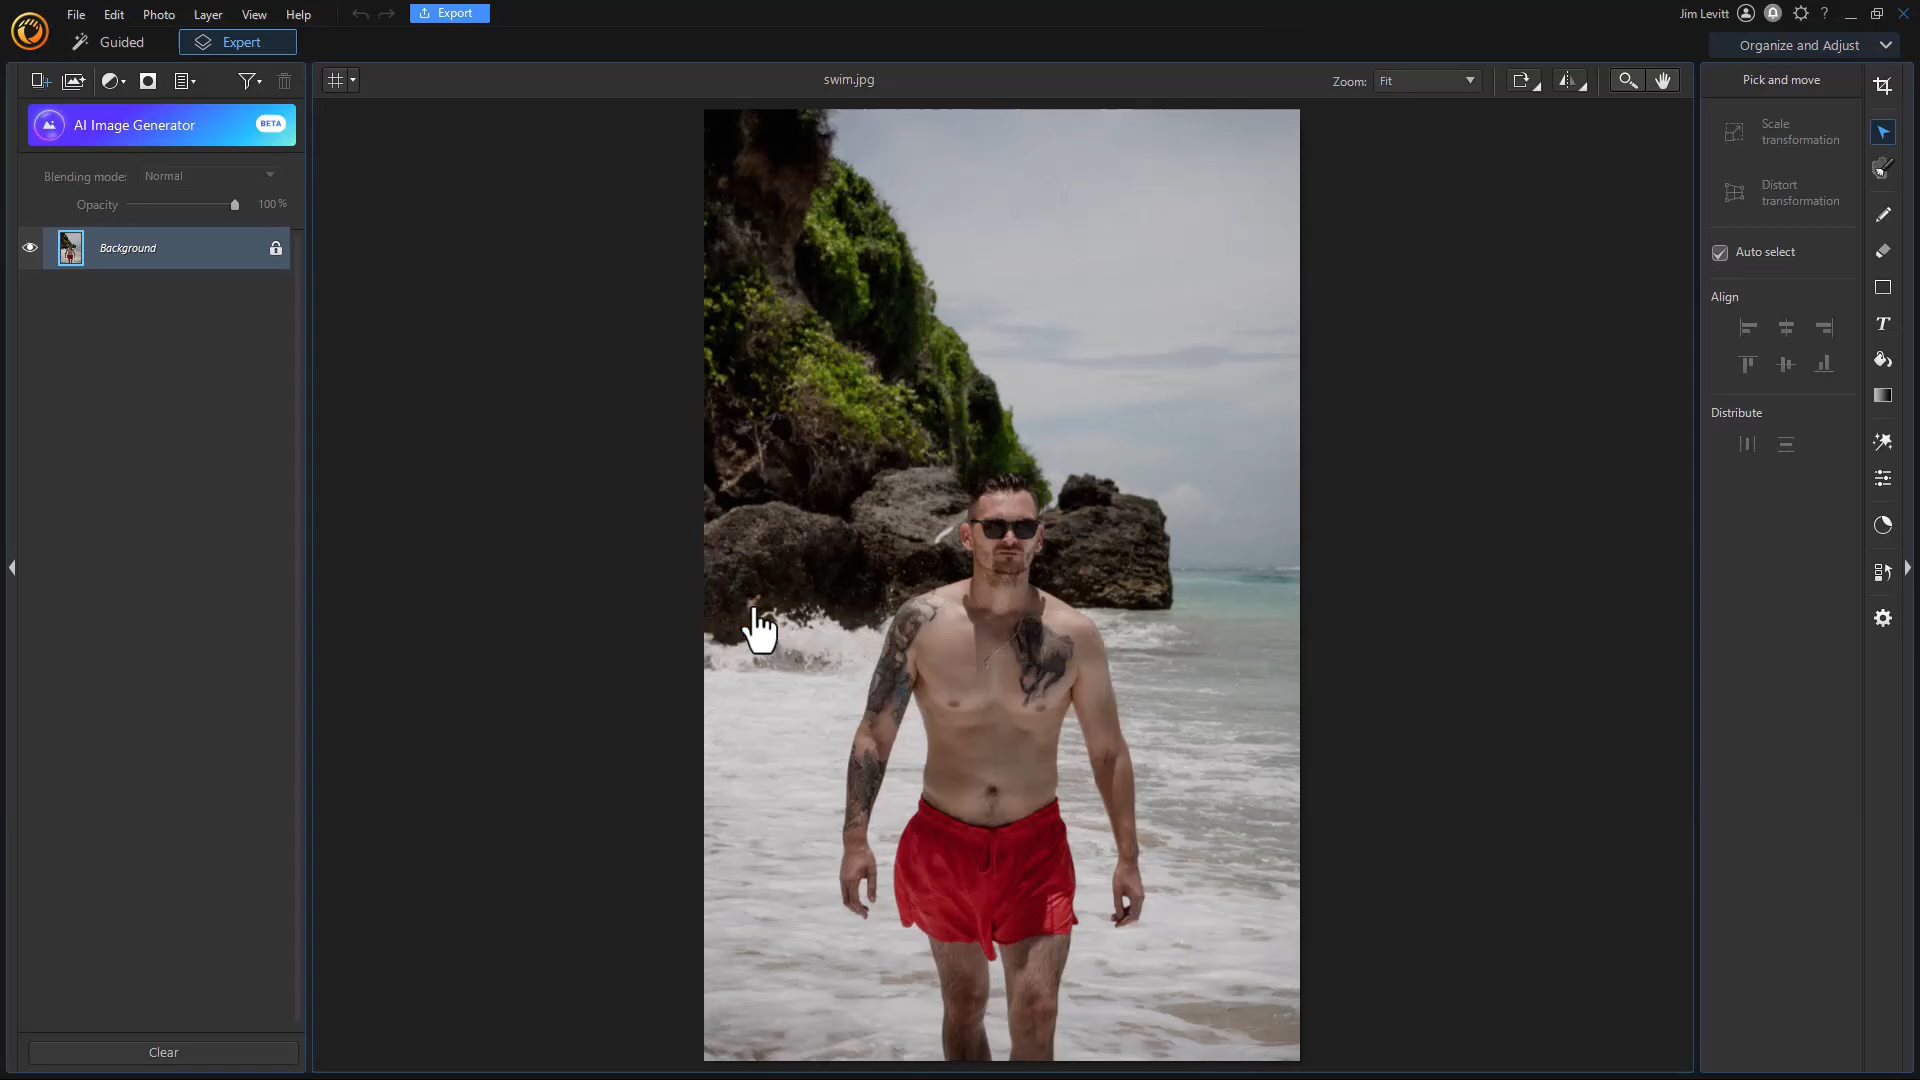 File Edit Photo Layer View Help Export
Jim Levitt ?
Guided Expert
Organize and Adjust
swim.jpg
Zoom: Fit
Pick and move
AI Image Generator BETA
Scale
transformation
Blending mode: Normal
Opacity 100%
Distort
transformation
Background
Auto select
Align
T
Distribute
Clear